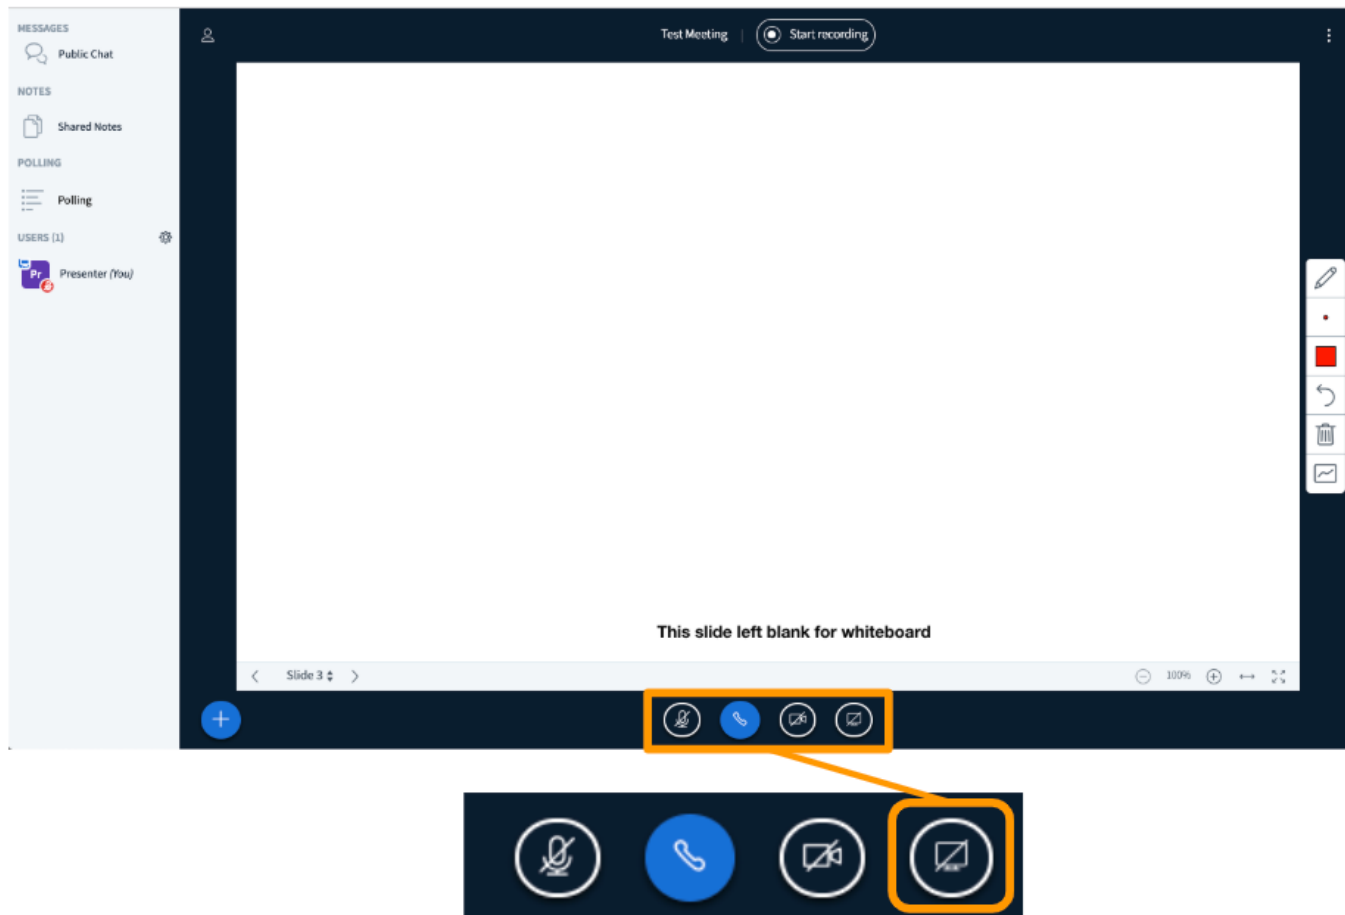 MESSAGES
Public Chat
NOTES
Shared Notes
POLLING
Polling
USERS (1)
Pr
Presenter (You)
Test Meeting
Start recording
This slide left blank for whiteboard
Slide 3
100%